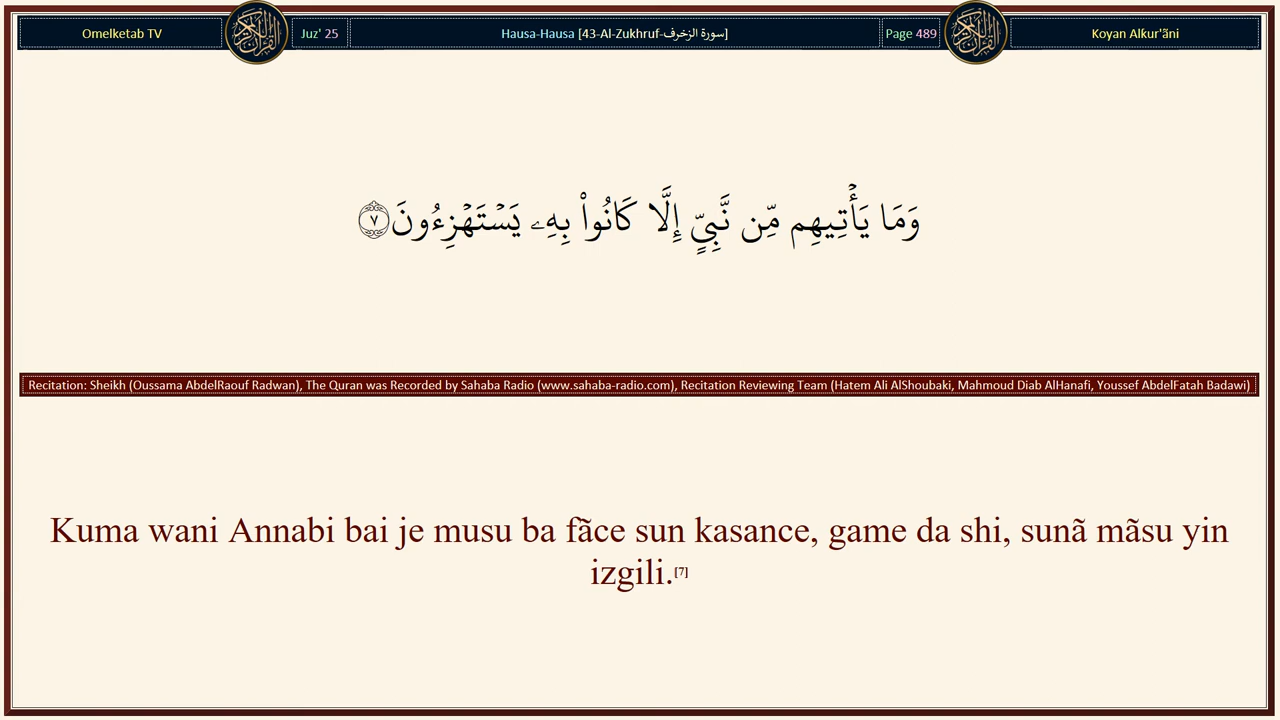 Omelketab TV
Juz' 25
Hausa-Hausa [43-Al-Zukhruf-سورة الزخرف]
Page 489
Koyan Alƙur'ãni
وَمَا يَأۡتِيهِم مِّن نَّبِيٍّ إِلَّا كَانُواْ بِهِۦ يَسۡتَهۡزِءُونَ ٧
Recitation: Sheikh (Oussama AbdelRaouf Radwan), The Quran was Recorded by Sahaba Radio (www.sahaba-radio.com), Recitation Reviewing Team (Hatem Ali AlShoubaki, Mahmoud Diab AlHanafi, Youssef AbdelFatah Badawi)
Kuma wani Annabi bai je musu ba fãce sun kasance, game da shi, sunã mãsu yin
izgili.[7]